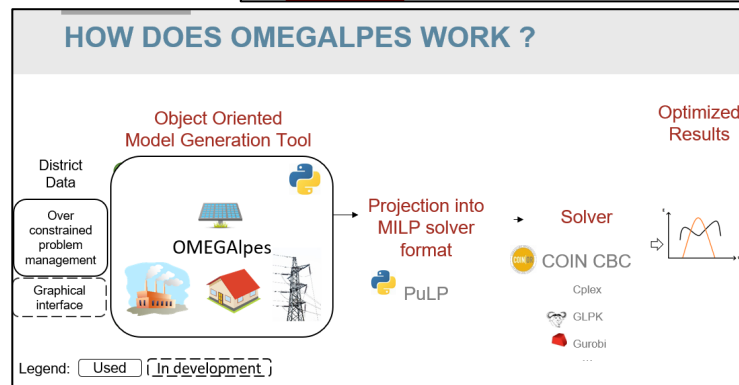 HOW DOES OMEGALPES WORK ?
Object Oriented
Model Generation Tool
Optimized
Results
District
Data
Over
constrained
problem
management
Graphical
interface
OMEGAlpes
Projection into
MILP solver
format
PuLP
Solver
COIN CBC
Cplex
GLPK
Gurobi
...
Legend: Used In development